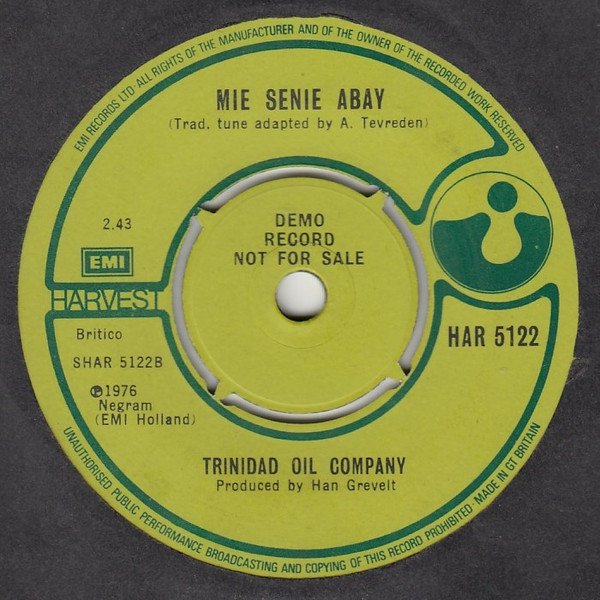 EMI RECORDS LTD·ALL RIGHTS OF THE MANUFACTURER AND OF THE OWNER OF THE RECORDED WORK RESERVED
MIE SENIE ABAY
(Trad. tune adapted by A. Tevreden)
2.43
DEMO
RECORD
NOT FOR SALE
EMI
HARVEST
HAR 5122
Britico
SHAR 5122B
℗1976
Negram
(EMI Holland)
TRINIDAD OIL COMPANY
Produced by Han Grevelt
UNAUTHORISED PUBLIC PERFORMANCE BROADCASTING AND COPYING OF THIS RECORD PROHIBITED·MADE IN GT BRITAIN